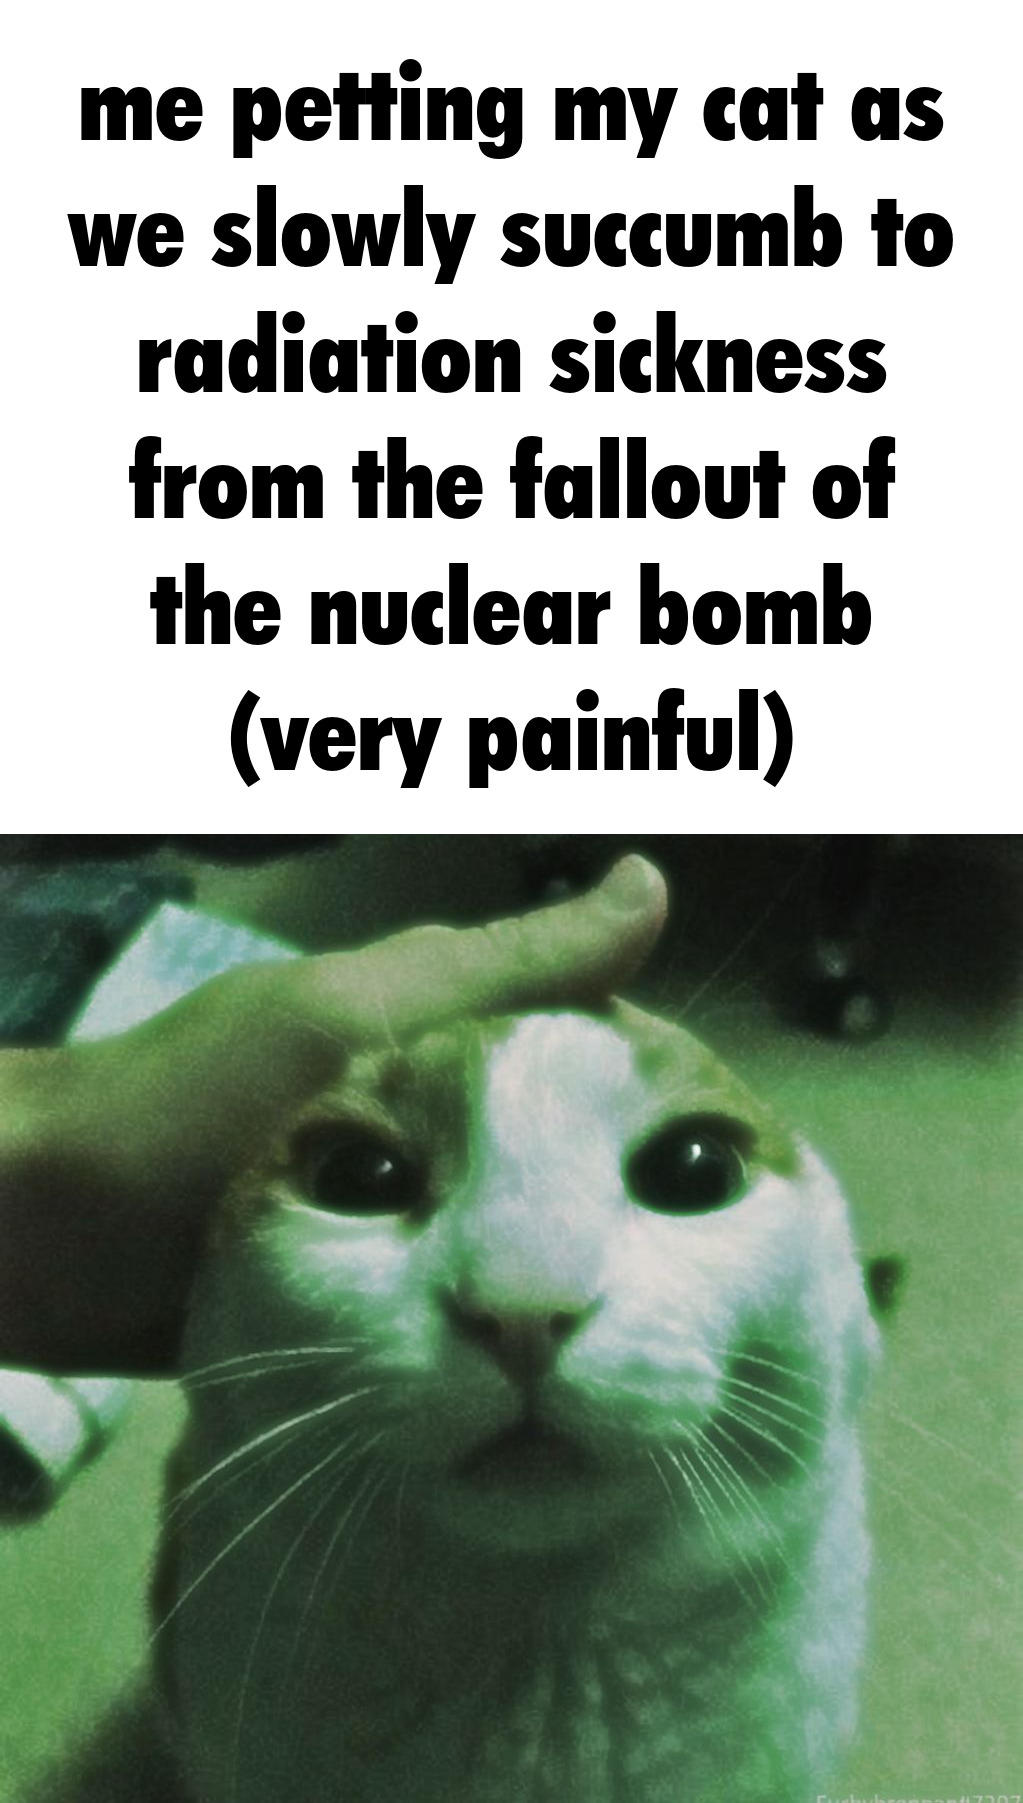 me petting my cat as
we slowly succumb to
radiation sickness
from the fallout of
the nuclear bomb
(very painful)